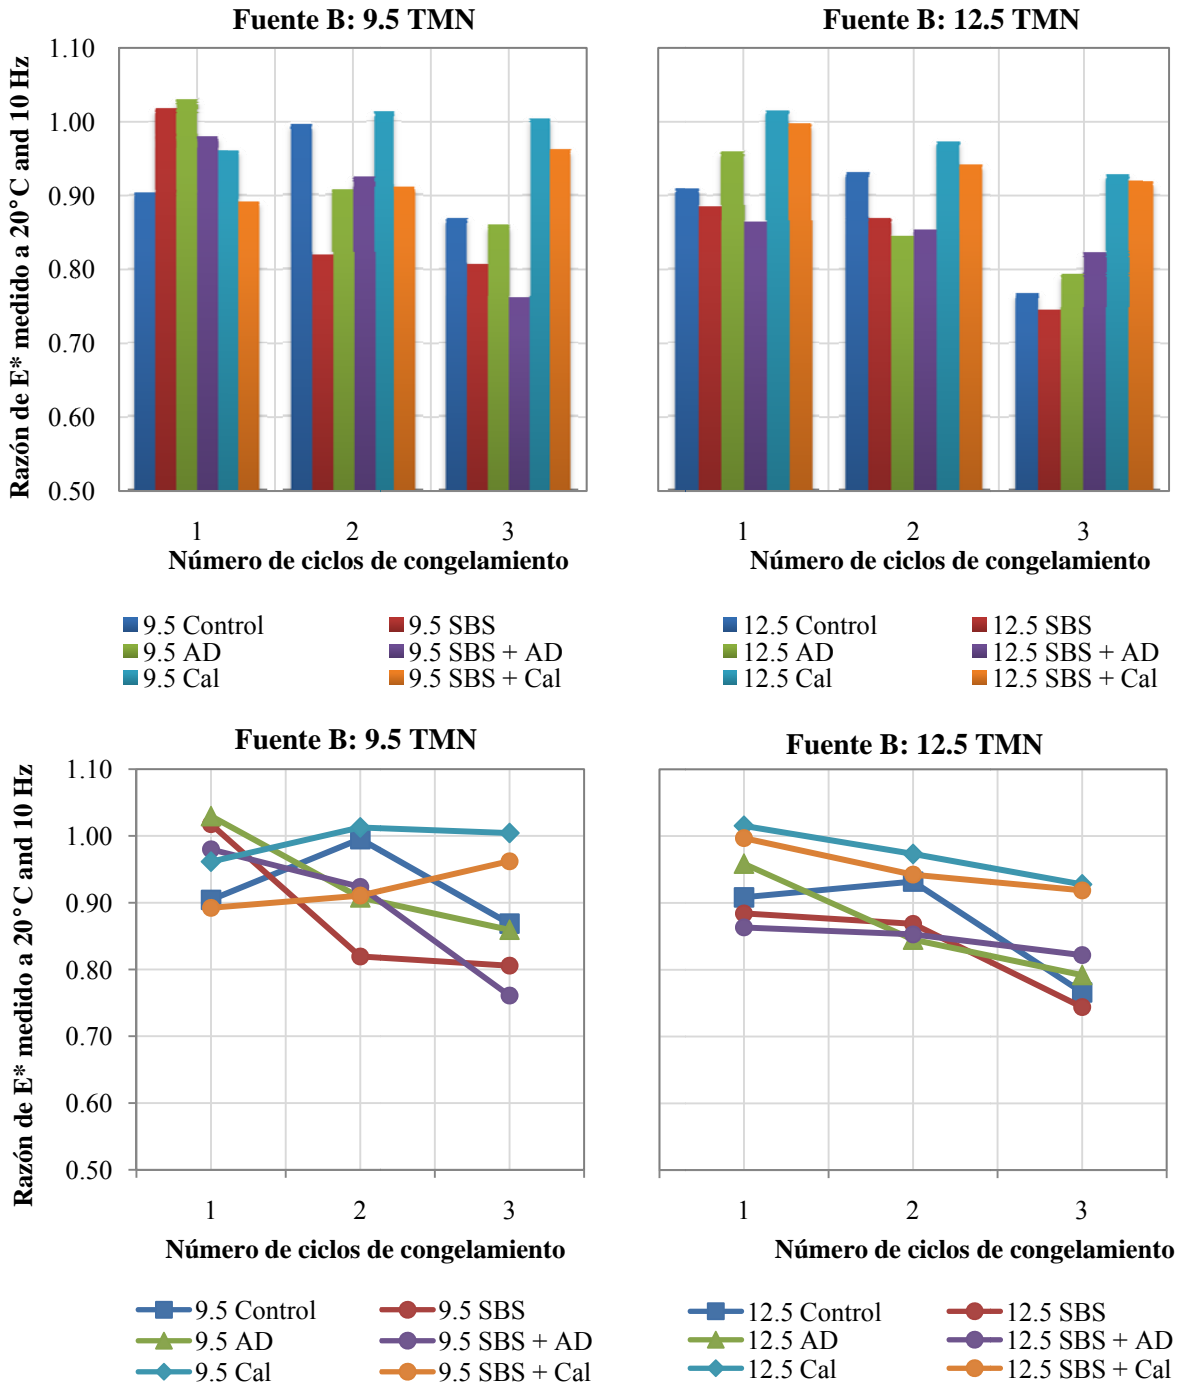 Fuente B: 9.5 TMN
Razón de E* medido a 20°C and 10 Hz
1.10
1.00
0.90
0.80
0.70
0.60
0.50
1 2 3
Número de ciclos de congelamiento
9.5 Control 9.5 SBS
9.5 AD 9.5 SBS + AD
9.5 Cal 9.5 SBS + Cal
Fuente B: 12.5 TMN
1 2 3
Número de ciclos de congelamiento
12.5 Control 12.5 SBS
12.5 AD 12.5 SBS + AD
12.5 Cal 12.5 SBS + Cal
Fuente B: 9.5 TMN
Razón de E* medido a 20°C and 10 Hz
1.10
1.00
0.90
0.80
0.70
0.60
0.50
1 2 3
Número de ciclos de congelamiento
9.5 Control 9.5 SBS
9.5 AD 9.5 SBS + AD
9.5 Cal 9.5 SBS + Cal
Fuente B: 12.5 TMN
1 2 3
Número de ciclos de congelamiento
12.5 Control 12.5 SBS
12.5 AD 12.5 SBS + AD
12.5 Cal 12.5 SBS + Cal